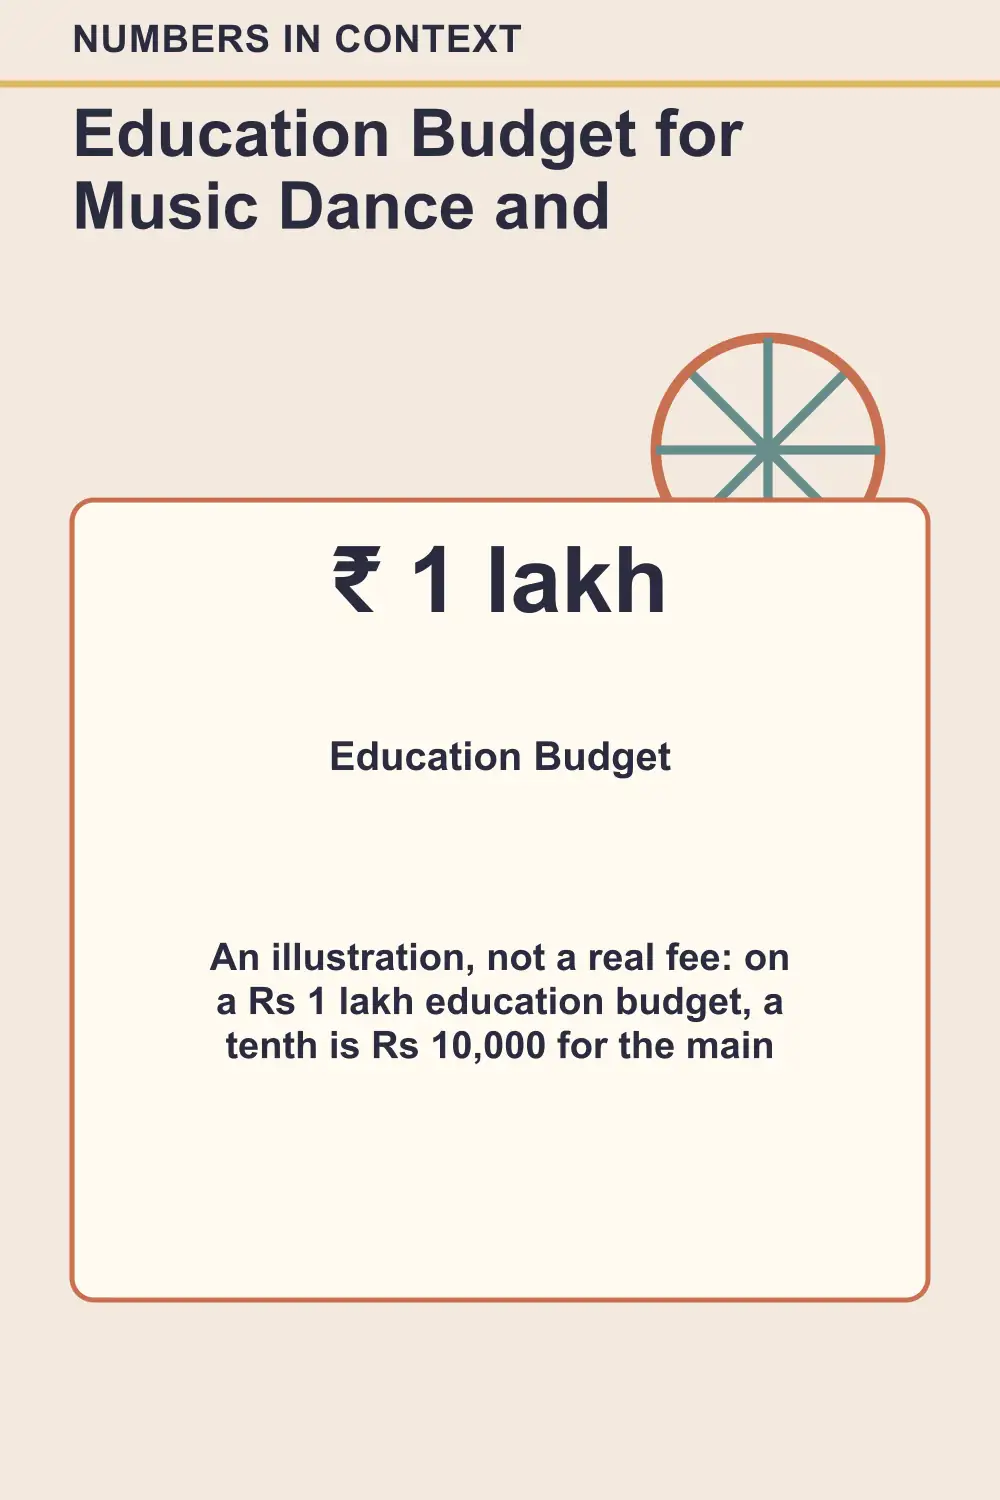 NUMBERS IN CONTEXT
Education Budget for
Music Dance and
₹ 1 lakh
Education Budget
An illustration, not a real fee: on
a Rs 1 lakh education budget, a
tenth is Rs 10,000 for the main